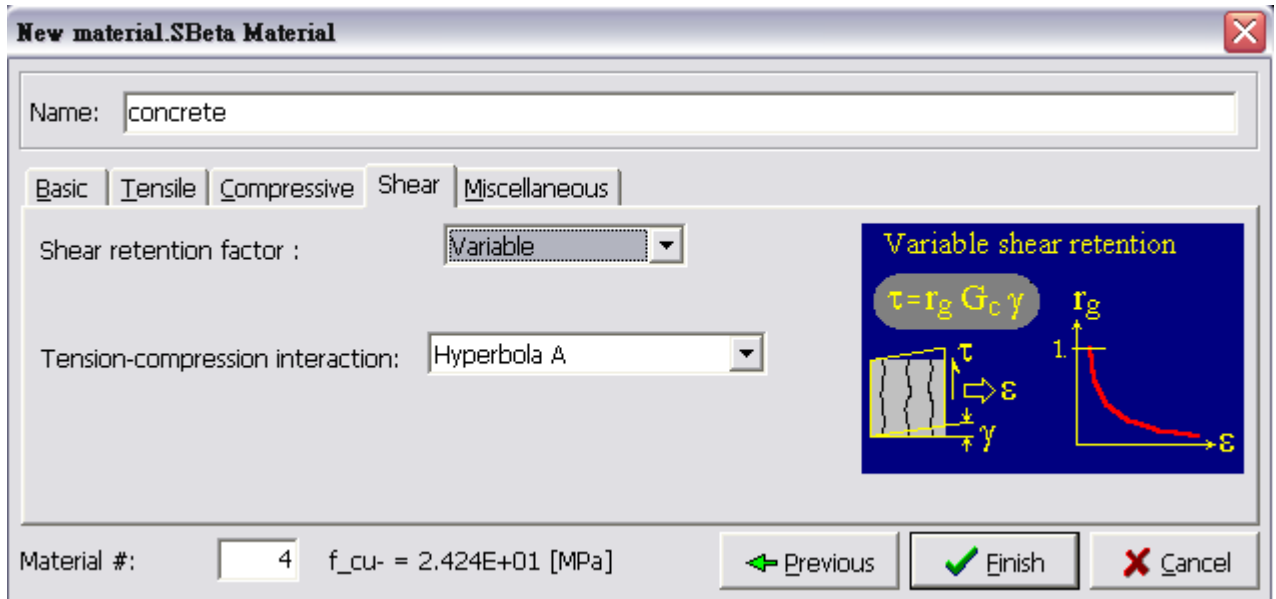 New material.SBeta Material
Name: concrete
Basic Tensile Compressive Shear Miscellaneous
Shear retention factor : Variable
Tension-compression interaction: Hyperbola A
Variable shear retention
τ=rg Gc γ
rg
1.
τ
ε
γ
ε
Material #: 4 f_cu- = 2.424E+01 [MPa] Previous Finish Cancel